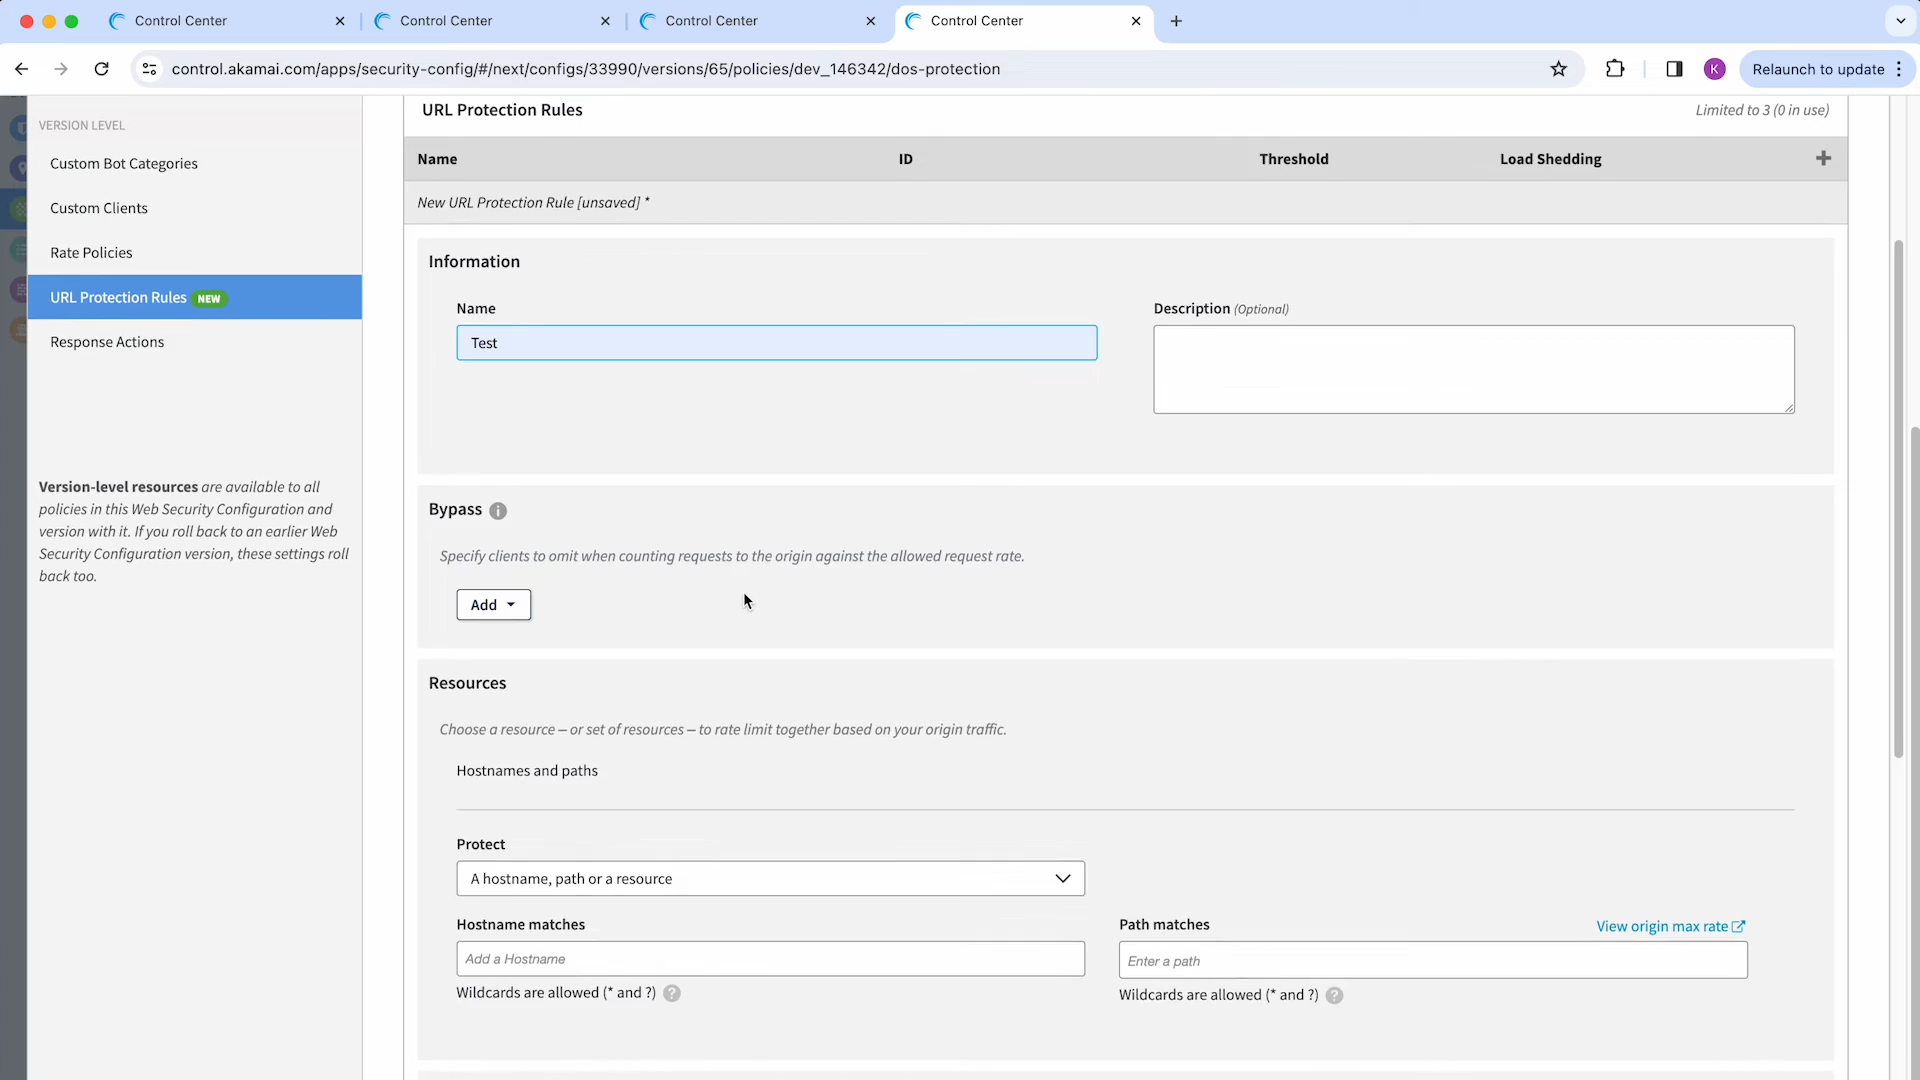 Control Center
Control Center
Control Center
Control Center
control.akamai.com/apps/security-config/#/next/configs/33990/versions/65/policies/dev_146342/dos-protection
K
Relaunch to update
VERSION LEVEL
Custom Bot Categories
Custom Clients
Rate Policies
URL Protection Rules NEW
Response Actions
Version-level resources are available to all
policies in this Web Security Configuration and
version with it. If you roll back to an earlier Web
Security Configuration version, these settings roll
back too.
URL Protection Rules
Limited to 3 (0 in use)
Name ID Threshold Load Shedding
New URL Protection Rule [unsaved] *
Information
Name
Test
Description (Optional)
Bypass
Specify clients to omit when counting requests to the origin against the allowed request rate.
Add
Resources
Choose a resource – or set of resources – to rate limit together based on your origin traffic.
Hostnames and paths
Protect
A hostname, path or a resource
Hostname matches
Add a Hostname
Wildcards are allowed (* and ?)
Path matches
View origin max rate
Enter a path
Wildcards are allowed (* and ?)